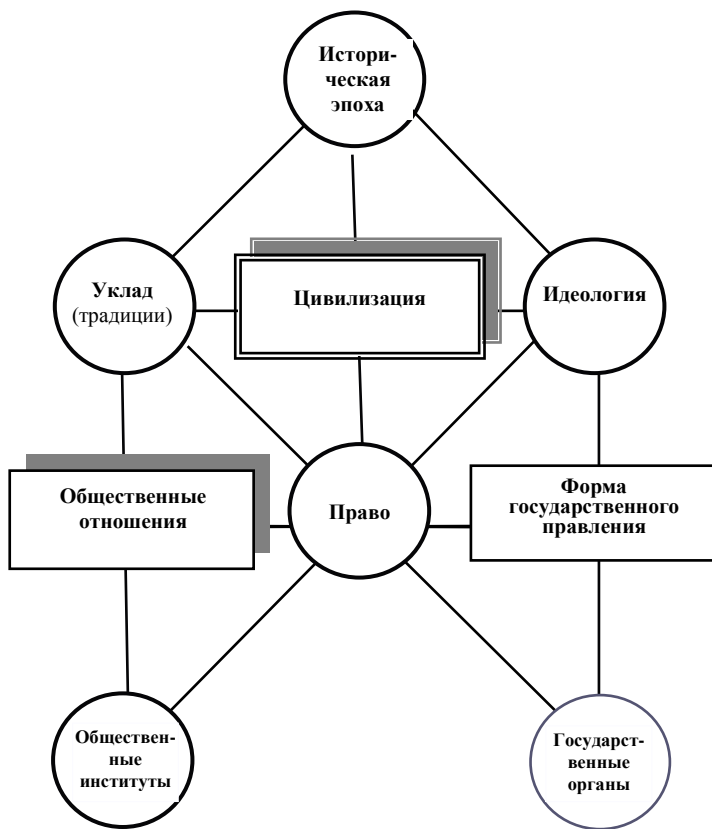 Истори-
ческая
эпоха
Уклад
(традиции)
Цивилизация
Идеология
Общественные
отношения
Право
Форма
государственного
правления
Обществен-
ные
институты
Государст-
венные
органы